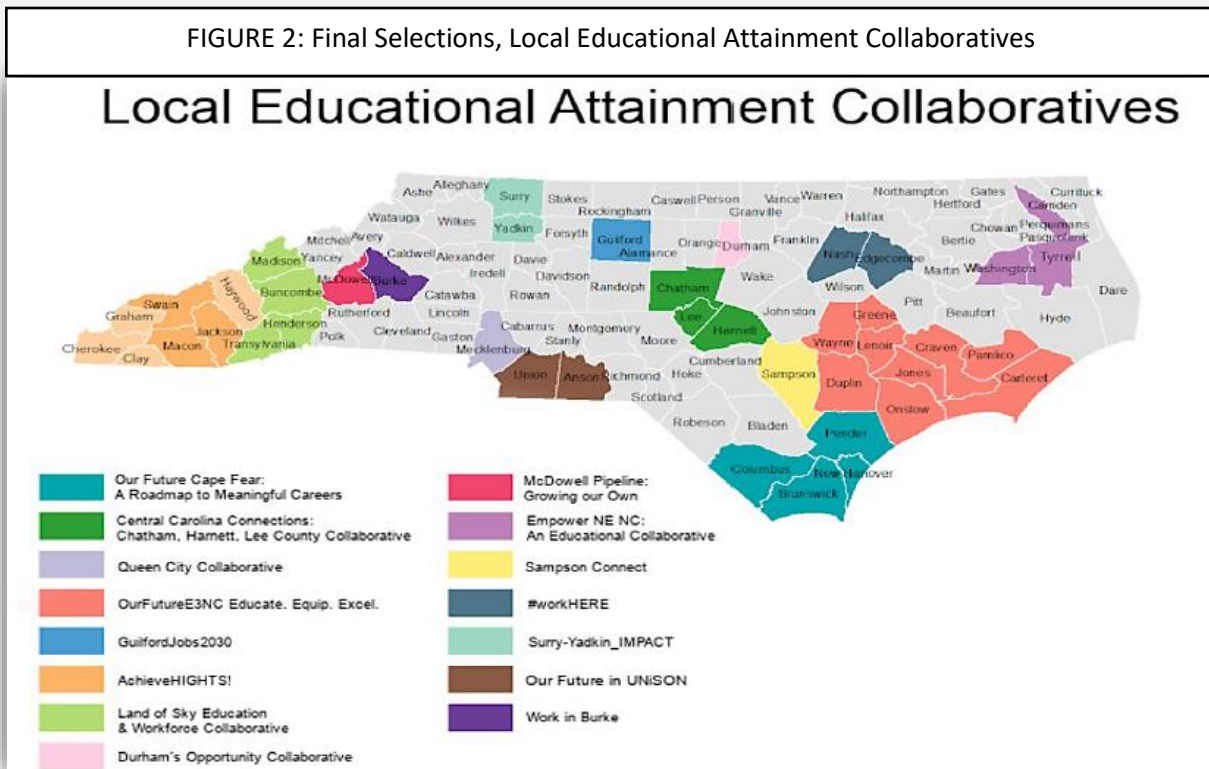 FIGURE 2: Final Selections, Local Educational Attainment Collaboratives
Local Educational Attainment Collaboratives
Ashe
Alleghany
Surry
Stokes
Rockingham
Caswell
Person
Granville
Vance
Warren
Northampton
Gates
Hertford
Currituck
Camden
Watauga
Wilkes
Yadkin
Forsyth
Guilford
Alamance
Orange
Durham
Franklin
Halifax
Bertie
Chowan
Perquimans
Pasquotank
Mitchell
Avery
Madison
Yancey
Caldwell
Alexander
Iredell
Davie
Davidson
Randolph
Chatham
Wake
Nash
Edgecombe
Martin
Washington
Tyrrell
Dare
McDowell
Burke
Buncombe
Haywood
Swain
Graham
Rutherford
Catawba
Lincoln
Rowan
Wilson
Pitt
Beaufort
Hyde
Cherokee
Clay
Macon
Jackson
Transylvania
Henderson
Polk
Cleveland
Gaston
Mecklenburg
Cabarrus
Stanly
Montgomery
Moore
Lee
Harnett
Johnston
Greene
Wayne
Lenoir
Craven
Pamlico
Union
Anson
Richmond
Hoke
Scotland
Cumberland
Sampson
Duplin
Jones
Carteret
Onslow
Robeson
Bladen
Pender
Columbus
New Hanover
Brunswick
Our Future Cape Fear:
A Roadmap to Meaningful Careers
Central Carolina Connections:
Chatham, Harnett, Lee County Collaborative
Queen City Collaborative
OurFutureE3NC Educate. Equip. Excel.
GuilfordJobs2030
AchieveHIGHTS!
Land of Sky Education
& Workforce Collaborative
Durham's Opportunity Collaborative
McDowell Pipeline:
Growing our Own
Empower NE NC:
An Educational Collaborative
Sampson Connect
#workHERE
Surry-Yadkin_IMPACT
Our Future in UNiSON
Work in Burke